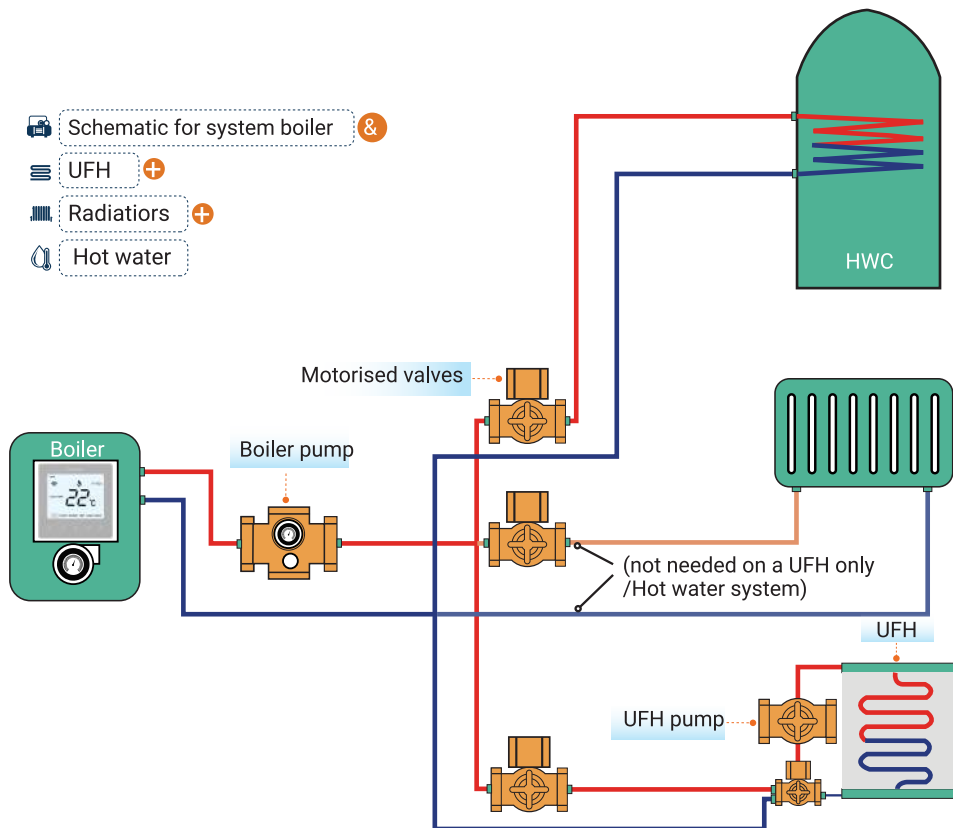 Schematic for system boiler &
UFH +
Radiatiors +
Hot water
HWC
Motorised valves
Boiler
Boiler pump
22°C
(not needed on a UFH only
/Hot water system)
UFH
UFH pump